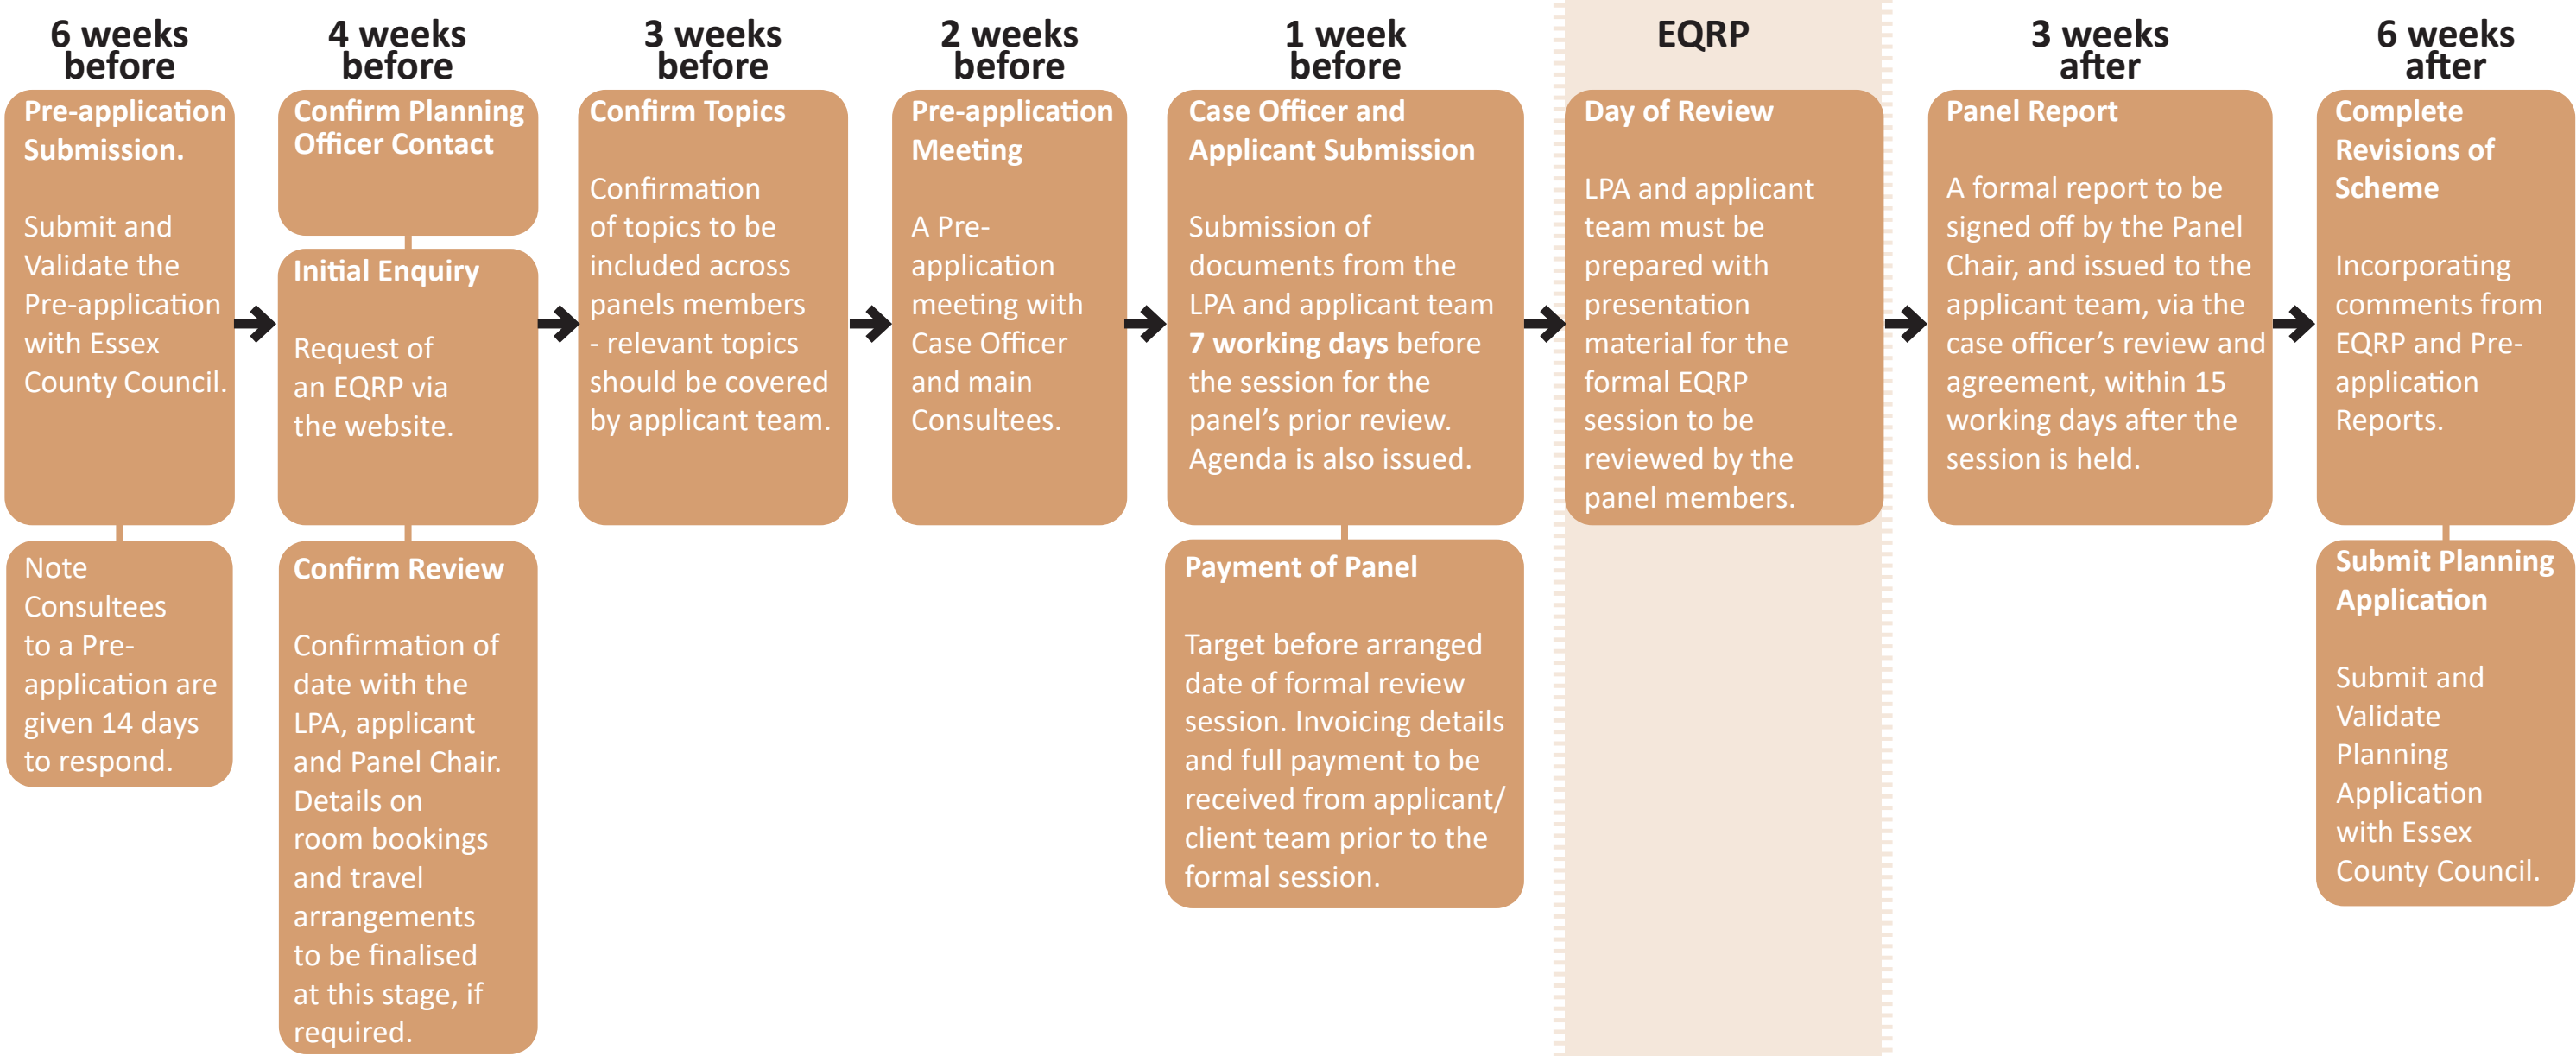 6 weeks
before
Pre-application
Submission.
Submit and
Validate the
Pre-application
with Essex
County Council.
Note
Consultees
to a Pre-
application are
given 14 days
to respond.
4 weeks
before
Confirm Planning
Officer Contact
Initial Enquiry
Request of
an EQRP via
the website.
Confirm Review
Confirmation of
date with the
LPA, applicant
and Panel Chair.
Details on
room bookings
and travel
arrangements
to be finalised
at this stage, if
required.
3 weeks
before
Confirm Topics
Confirmation
of topics to be
included across
panels members
- relevant topics
should be covered
by applicant team.
2 weeks
before
Pre-application
Meeting
A Pre-
application
meeting with
Case Officer
and main
Consultees.
1 week
before
Case Officer and
Applicant Submission
Submission of
documents from the
LPA and applicant team
7 working days before
the session for the
panel's prior review.
Agenda is also issued.
Payment of Panel
Target before arranged
date of formal review
session. Invoicing details
and full payment to be
received from applicant/
client team prior to the
formal session.
EQRP
Day of Review
LPA and applicant
team must be
prepared with
presentation
material for the
formal EQRP
session to be
reviewed by the
panel members.
3 weeks
after
Panel Report
A formal report to be
signed off by the Panel
Chair, and issued to the
applicant team, via the
case officer's review and
agreement, within 15
working days after the
session is held.
6 weeks
after
Complete
Revisions of
Scheme
Incorporating
comments from
EQRP and Pre-
application
Reports.
Submit Planning
Application
Submit and
Validate
Planning
Application
with Essex
County Council.